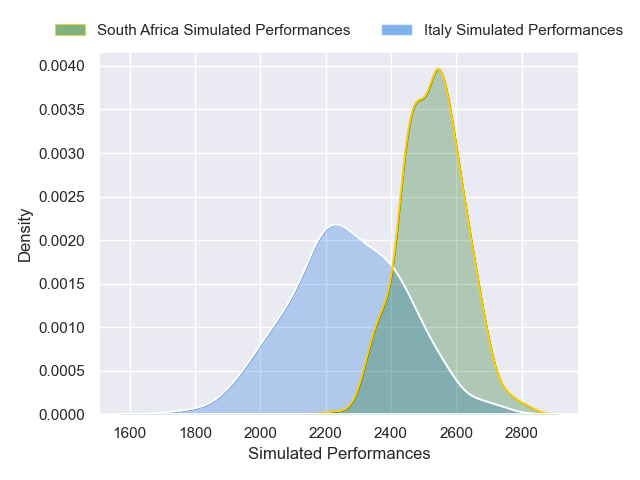 South Africa Simulated Performances
Italy Simulated Performances
0.0040
0.0035
0.0030
0.0025
0.0020
0.0015
0.0010
0.0005
0.0000
Density
1600 1800 2000 2200 2400 2600 2800
Simulated Performances